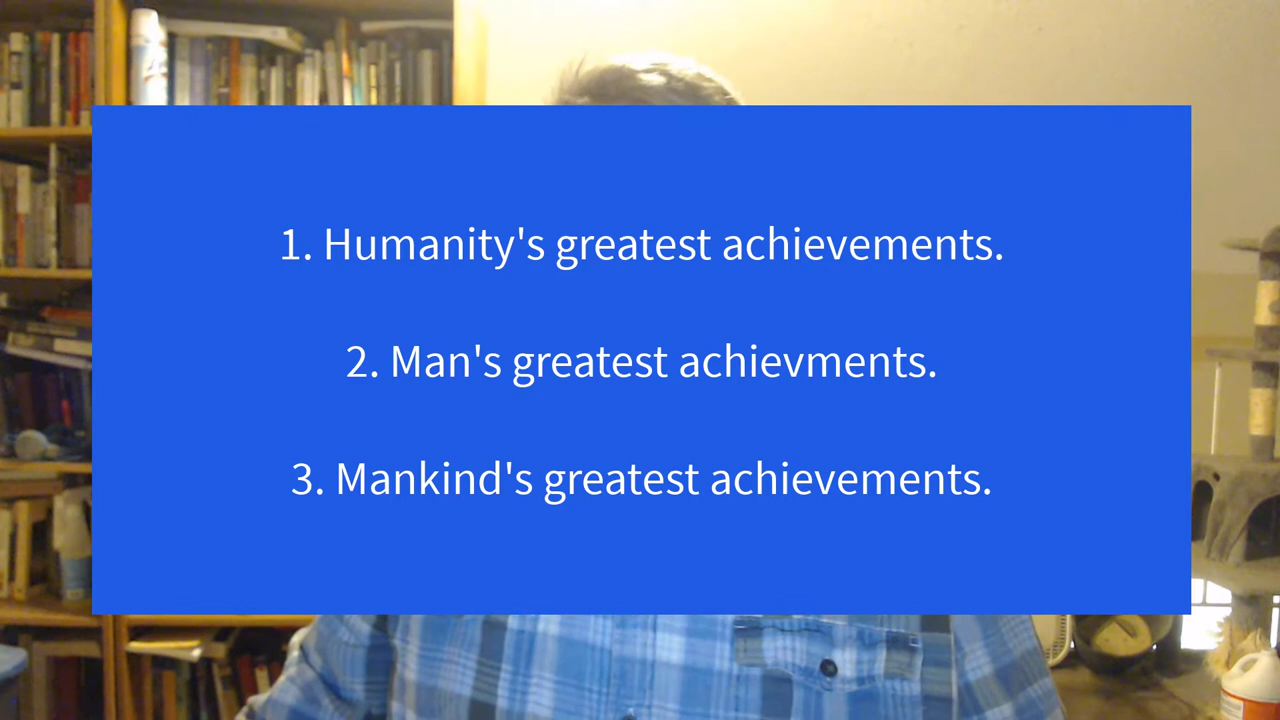 1. Humanity's greatest achievements.
2. Man's greatest achievments.
3. Mankind's greatest achievements.